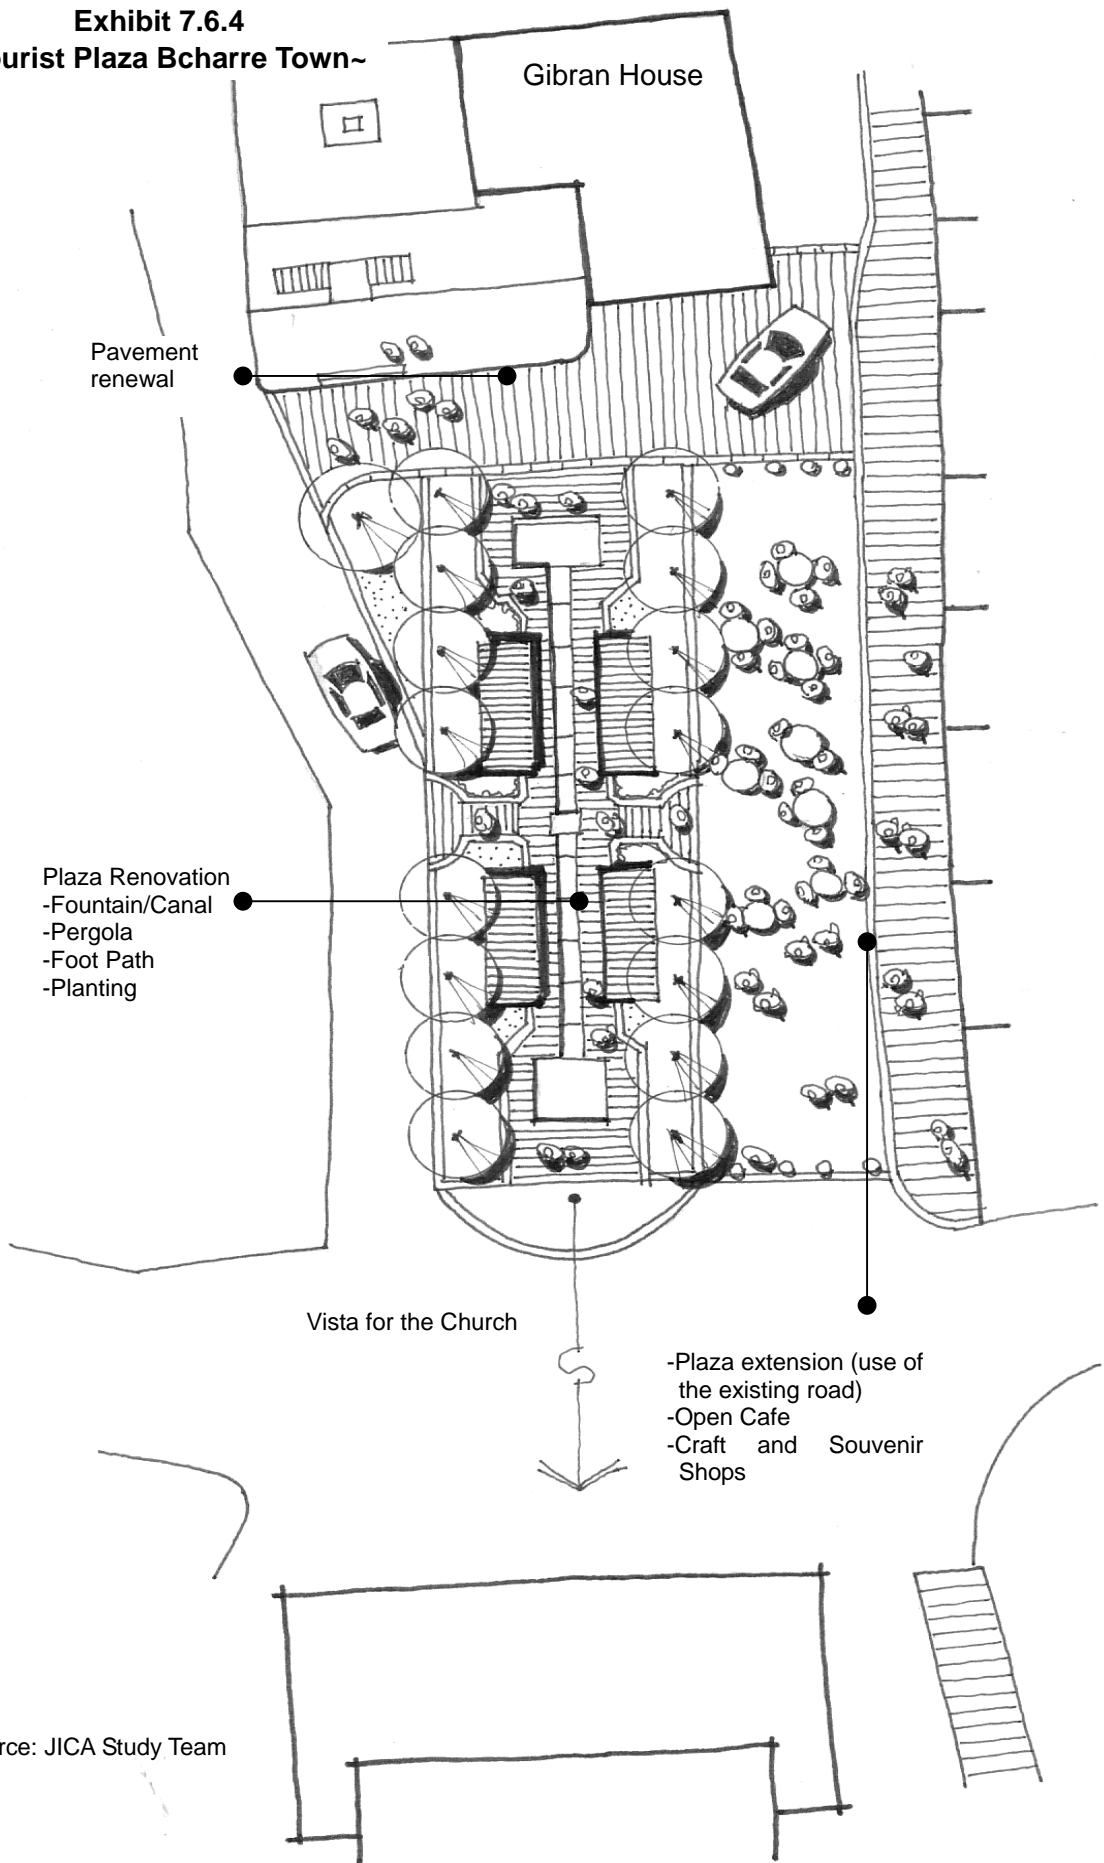 Exhibit 7.6.4
ourist Plaza Bcharre Town~
Gibran House
Pavement
renewal
Plaza Renovation
-Fountain/Canal
-Pergola
-Foot Path
-Planting
Vista for the Church
-Plaza extension (use of
the existing road)
-Open Cafe
-Craft and Souvenir
Shops
rce: JICA Study Team